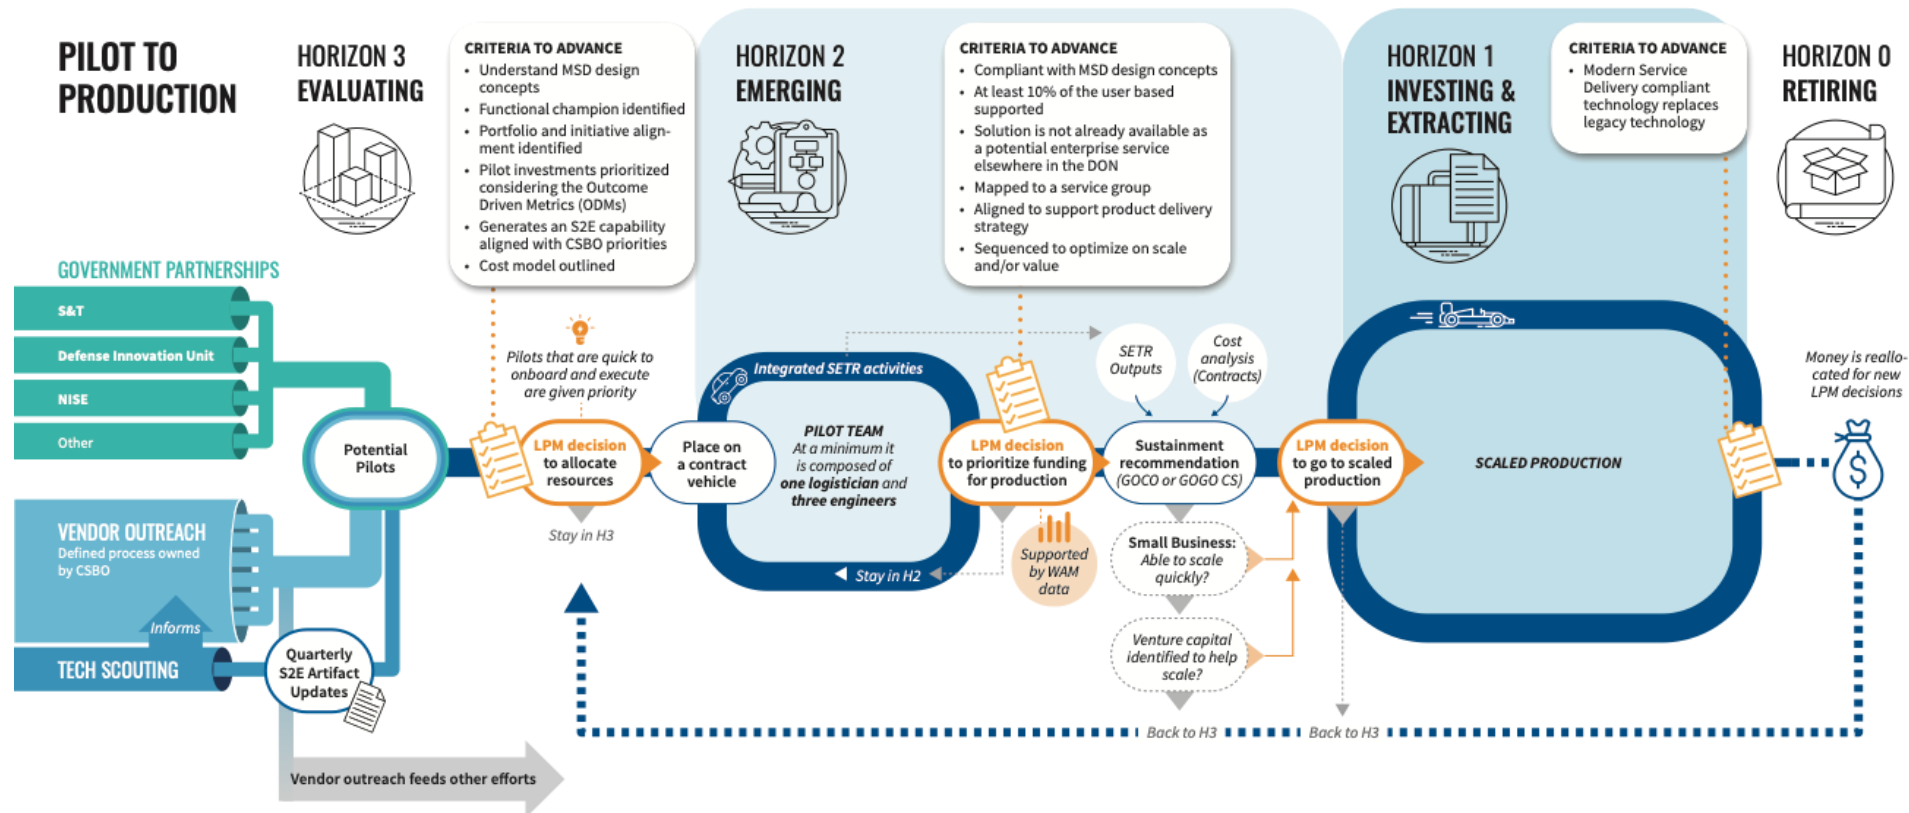 PILOT TO
PRODUCTION
HORIZON 3
EVALUATING
CRITERIA TO ADVANCE
• Understand MSD design
concepts
• Functional champion identified
• Portfolio and initiative align-
ment identified
• Pilot investments prioritized
considering the Outcome
Driven Metrics (ODMs)
• Generates an S2E capability
aligned with CSBO priorities
• Cost model outlined
HORIZON 2
EMERGING
CRITERIA TO ADVANCE
• Compliant with MSD design concepts
• At least 10% of the user based
supported
• Solution is not already available as
a potential enterprise service
elsewhere in the DON
• Mapped to a service group
• Aligned to support product delivery
strategy
• Sequenced to optimize on scale
and/or value
HORIZON 1
INVESTING &
EXTRACTING
CRITERIA TO ADVANCE
• Modern Service
Delivery compliant
technology replaces
legacy technology
HORIZON 0
RETIRING
GOVERNMENT PARTNERSHIPS
S&T
Defense Innovation Unit
NISE
Other
VENDOR OUTREACH
Defined process owned
by CSBO
Informs
TECH SCOUTING
Quarterly
S2E Artifact
Updates
Vendor outreach feeds other efforts
Potential
Pilots
Pilots that are quick to
onboard and execute
are given priority
LPM decision
to allocate
resources
Stay in H3
Place on
a contract
vehicle
Integrated SETR activities
PILOT TEAM
At a minimum it
is composed of
one logistician and
three engineers
Stay in H2
LPM decision
to prioritize funding
for production
Supported
by WAM
data
SETR
Outputs
Cost
analysis
(Contracts)
Sustainment
recommendation
(GOCO or GOGO CS)
Small Business:
Able to scale
quickly?
Venture capital
identified to help
scale?
Back to H3
LPM decision
to go to scaled
production
Back to H3
SCALED PRODUCTION
Money is reallo-
cated for new
LPM decisions
$